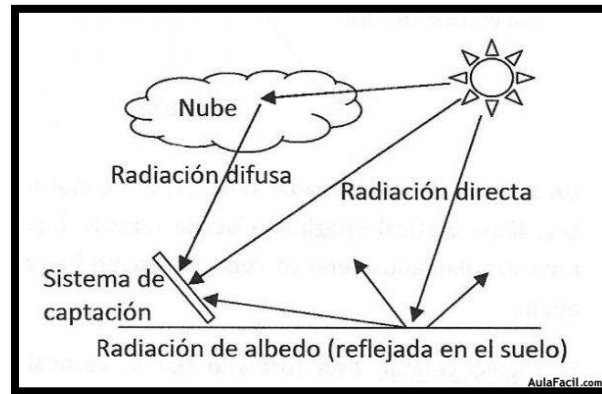 Nube
Radiación difusa
Radiación directa
Sistema de
captación
Radiación de albedo (reflejada en el suelo)
AulaFacil.com